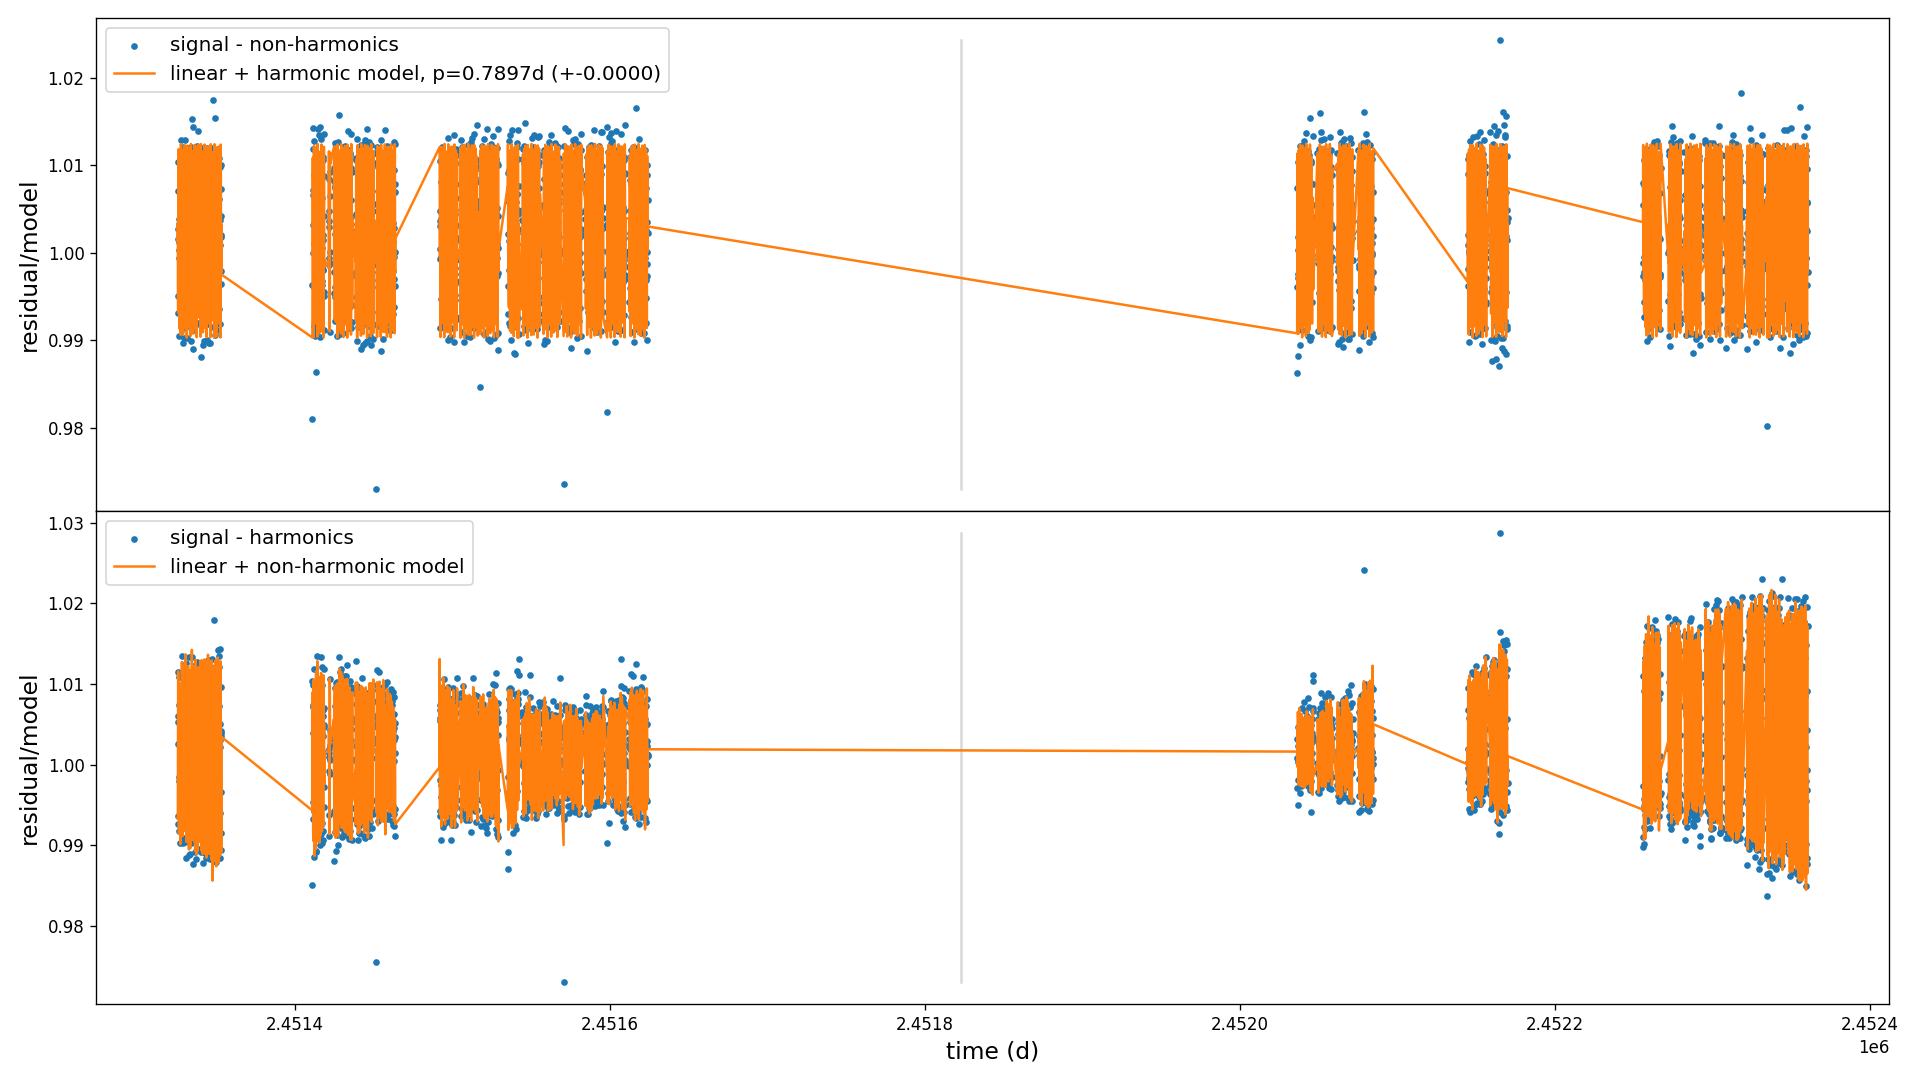 signal - non-harmonics
linear + harmonic model, p=0.7897d (+-0.0000)
1.02
1.01
1.00
0.99
0.98
residual/model
signal - harmonics
linear + non-harmonic model
1.03
1.02
1.01
1.00
0.99
0.98
residual/model
2.4514
2.4516
2.4518
2.4520
2.4522
2.4524
time (d)
1e6